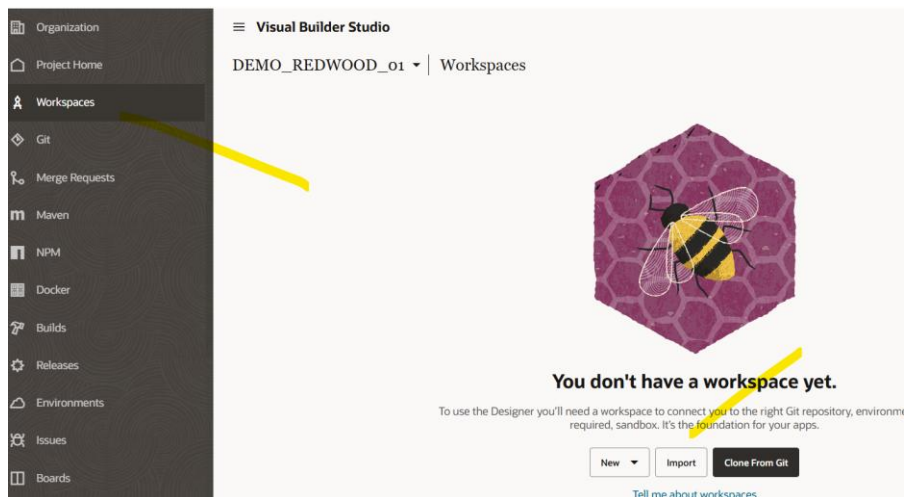 Organization
Project Home
Workspaces
Git
Merge Requests
Maven
NPM
Docker
Builds
Releases
Environments
Issues
Boards
Visual Builder Studio
DEMO_REDWOOD_01 Workspaces
You don't have a workspace yet.
To use the Designer you'll need a workspace to connect you to the right Git repository,
required, sandbox. It's the foundation for your apps.
New Import Clone From Git
Tell me about workspaces